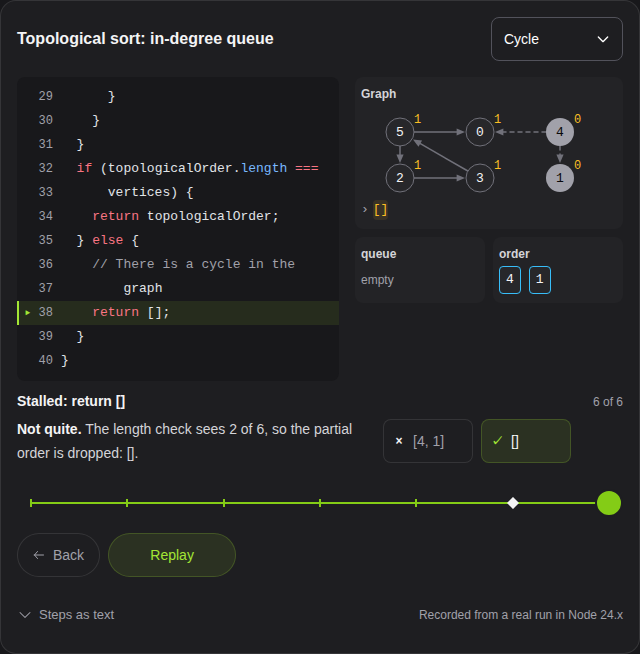 Topological sort: in-degree queue
Cycle
29 }
30 }
31 }
32 if (topologicalOrder.length ===
33 vertices) {
34 return topologicalOrder;
35 } else {
36 // There is a cycle in the
37 graph
38 return [];
39 }
40 }
Graph
5 1
0 1
4 0
2 1
3 1
1 0
› []
queue
empty
order
4 1
Stalled: return []
6 of 6
Not quite. The length check sees 2 of 6, so the partial
order is dropped: [].
× [4, 1]
✓ []
← Back
Replay
Steps as text
Recorded from a real run in Node 24.x